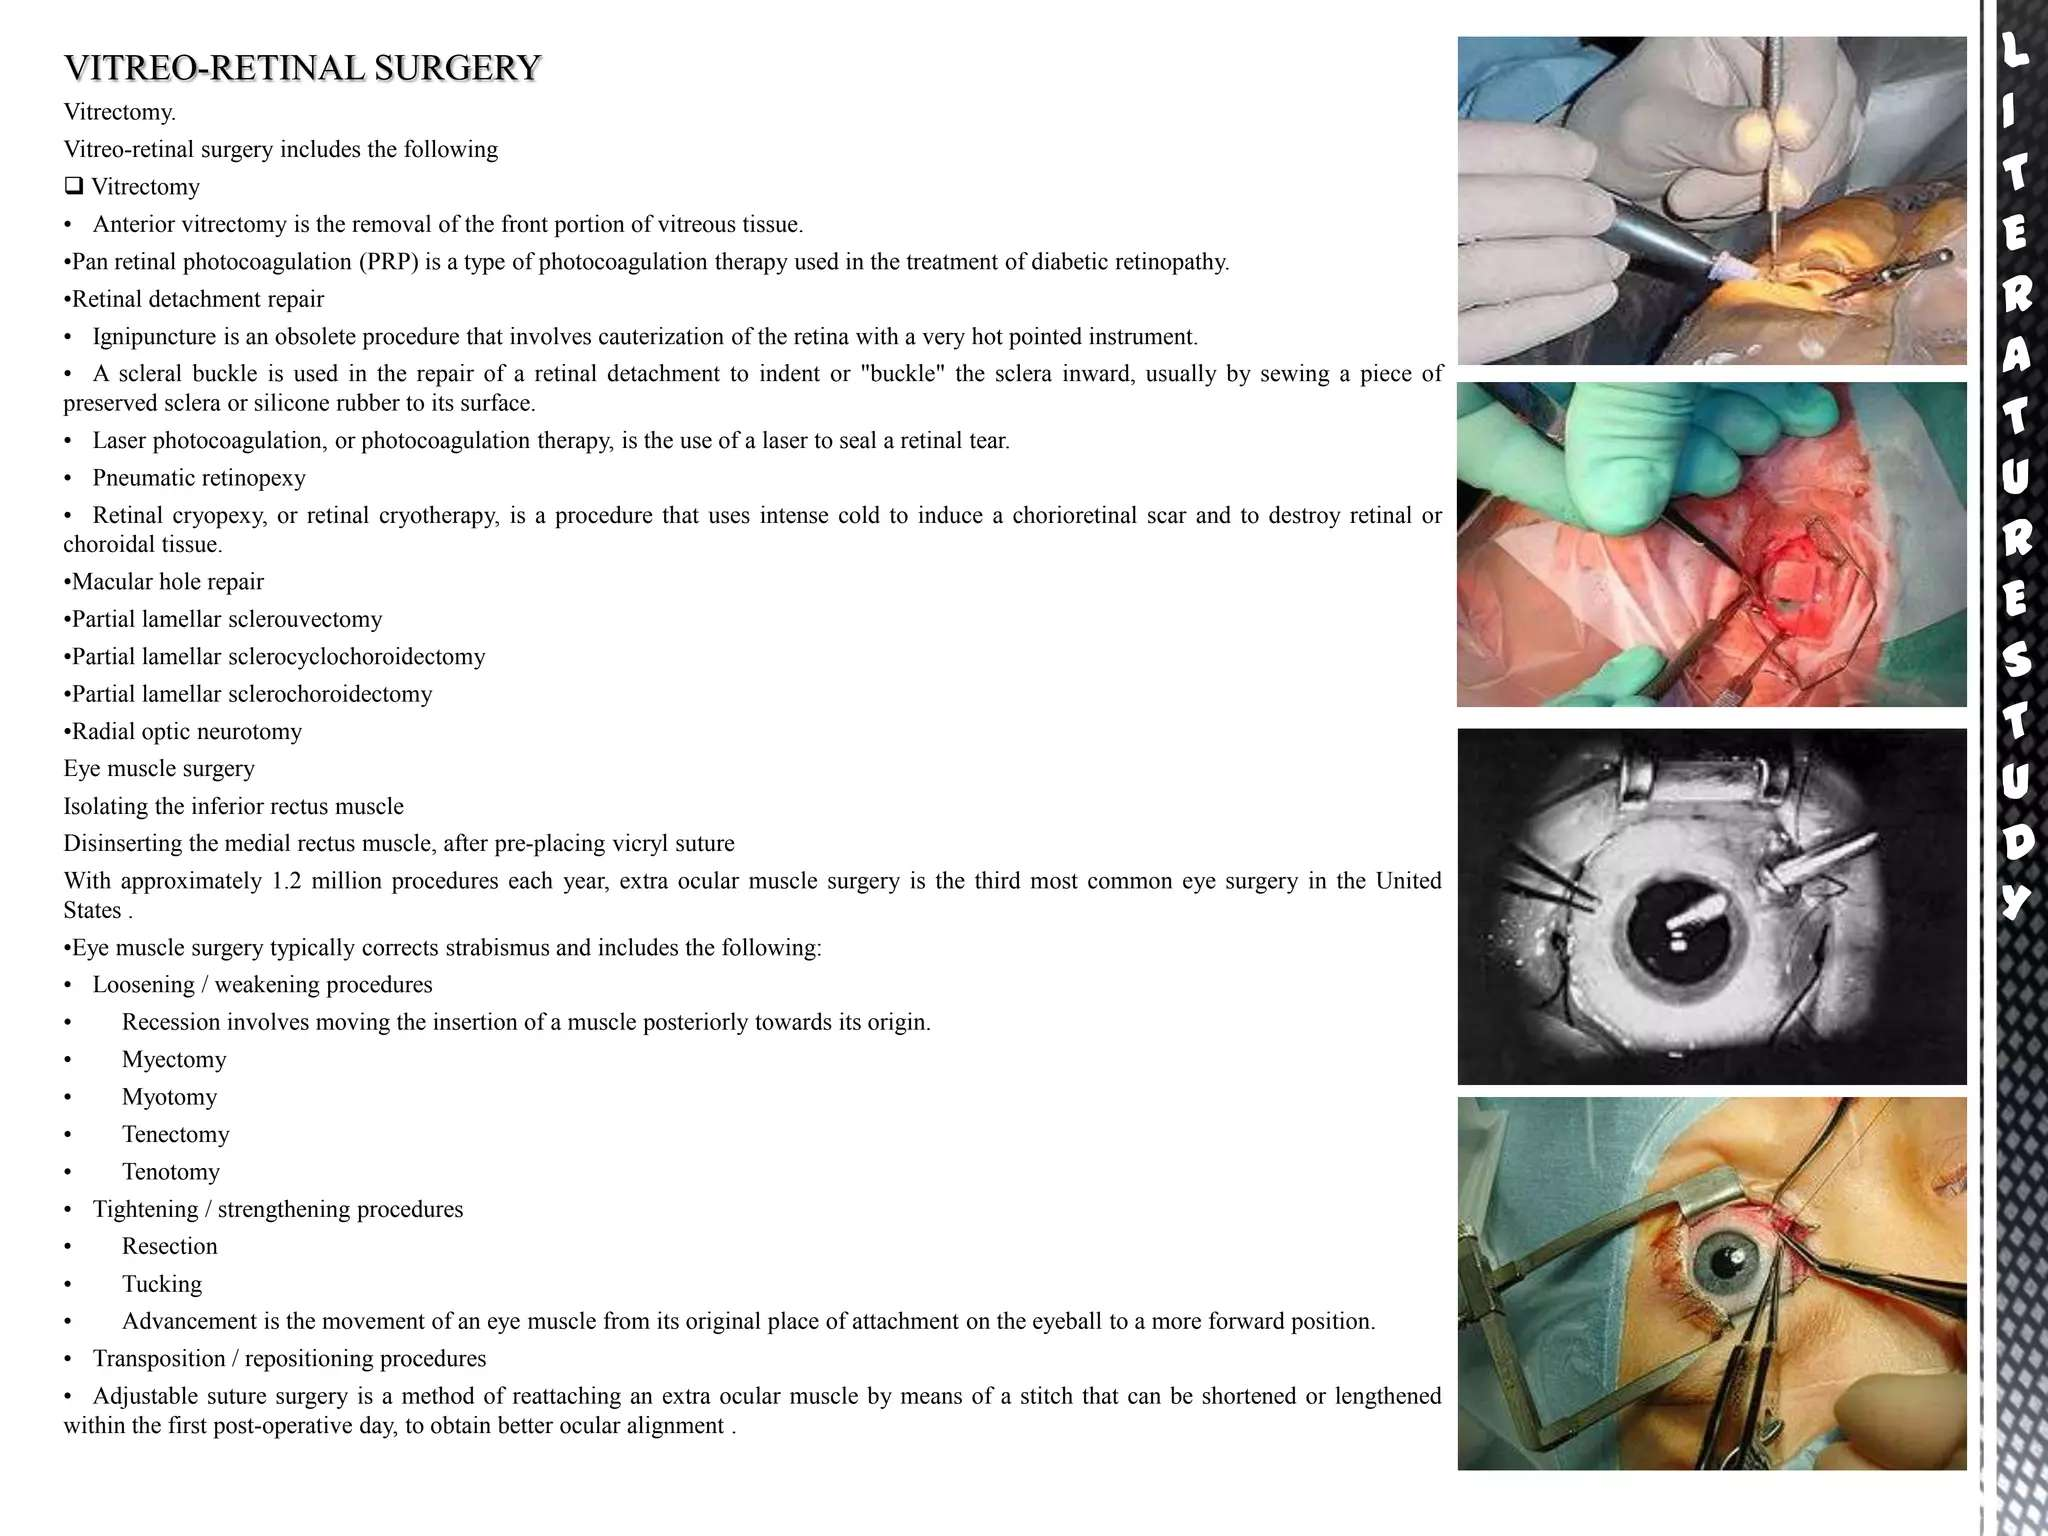 VITREO-RETINAL SURGERY
Vitrectomy.
Vitreo-retinal surgery includes the following
❑ Vitrectomy
• Anterior vitrectomy is the removal of the front portion of vitreous tissue.
•Pan retinal photocoagulation (PRP) is a type of photocoagulation therapy used in the treatment of diabetic retinopathy.
•Retinal detachment repair
• Ignipuncture is an obsolete procedure that involves cauterization of the retina with a very hot pointed instrument.
• A scleral buckle is used in the repair of a retinal detachment to indent or "buckle" the sclera inward, usually by sewing a piece of
preserved sclera or silicone rubber to its surface.
• Laser photocoagulation, or photocoagulation therapy, is the use of a laser to seal a retinal tear.
• Pneumatic retinopexy
• Retinal cryopexy, or retinal cryotherapy, is a procedure that uses intense cold to induce a chorioretinal scar and to destroy retinal or
choroidal tissue.
•Macular hole repair
•Partial lamellar sclerouvectomy
•Partial lamellar sclerocyclochoroidectomy
•Partial lamellar sclerochoroidectomy
•Radial optic neurotomy
Eye muscle surgery
Isolating the inferior rectus muscle
Disinserting the medial rectus muscle, after pre-placing vicryl suture
With approximately 1.2 million procedures each year, extra ocular muscle surgery is the third most common eye surgery in the United
States .
•Eye muscle surgery typically corrects strabismus and includes the following:
• Loosening / weakening procedures
• Recession involves moving the insertion of a muscle posteriorly towards its origin.
• Myectomy
• Myotomy
• Tenectomy
• Tenotomy
• Tightening / strengthening procedures
• Resection
• Tucking
• Advancement is the movement of an eye muscle from its original place of attachment on the eyeball to a more forward position.
• Transposition / repositioning procedures
• Adjustable suture surgery is a method of reattaching an extra ocular muscle by means of a stitch that can be shortened or lengthened
within the first post-operative day, to obtain better ocular alignment .
LITERATURESTUDY